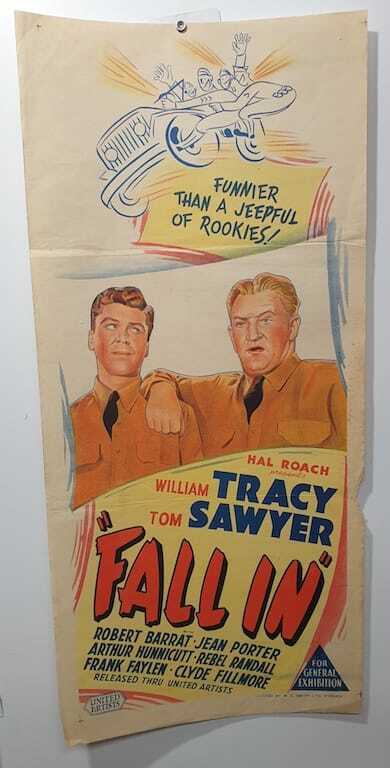 FUNNIER
THAN A JEEPFUL
OF ROOKIES!
HAL ROACH
presents
WILLIAM TRACY
TOM SAWYER
"FALL IN"
WITH
ROBERT BARRAT · JEAN PORTER
ARTHUR HUNNICUTT · REBEL RANDALL
FRANK FAYLEN · CLYDE FILLMORE
RELEASED THRU UNITED ARTISTS
UNITED
ARTISTS
FOR
GENERAL
EXHIBITION